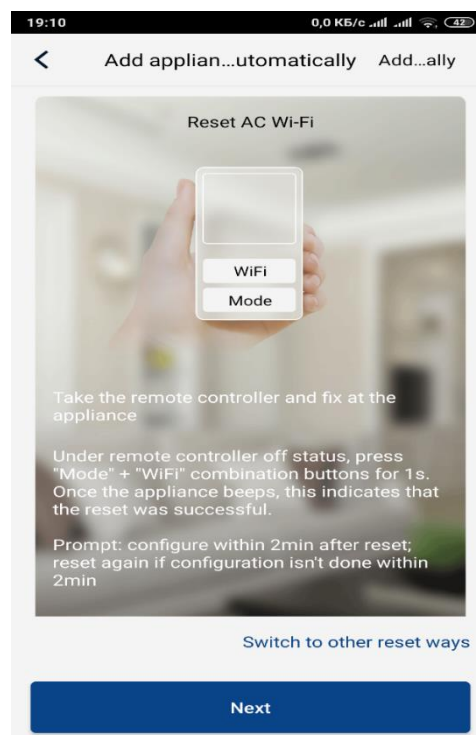 19:10 0,0 КБ/с 42
Add applian...utomatically Add...ally
Reset AC Wi-Fi
WiFi
Mode
Take the remote controller and fix at the
appliance
Under remote controller off status, press
"Mode" + "WiFi" combination buttons for 1s.
Once the appliance beeps, this indicates that
the reset was successful.
Prompt: configure within 2min after reset;
reset again if configuration isn't done within
2min
Switch to other reset ways
Next